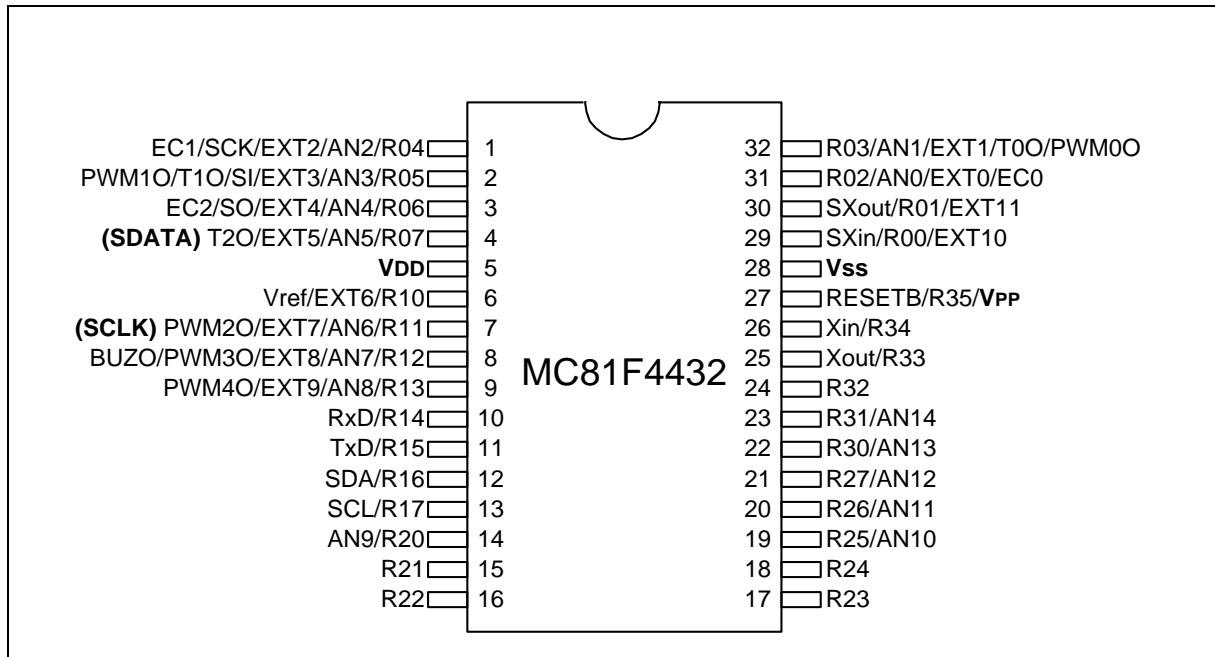 EC1/SCK/EXT2/AN2/R04 1 32 R03/AN1/EXT1/T0O/PWM0O
PWM1O/T1O/SI/EXT3/AN3/R05 2 31 R02/AN0/EXT0/EC0
EC2/SO/EXT4/AN4/R06 3 30 SXout/R01/EXT11
(SDATA) T2O/EXT5/AN5/R07 4 29 SXin/R00/EXT10
VDD 5 28 Vss
Vref/EXT6/R10 6 27 RESETB/R35/VPP
(SCLK) PWM2O/EXT7/AN6/R11 7 26 Xin/R34
BUZO/PWM3O/EXT8/AN7/R12 8 25 Xout/R33
MC81F4432
PWM4O/EXT9/AN8/R13 9 24 R32
RxD/R14 10 23 R31/AN14
TxD/R15 11 22 R30/AN13
SDA/R16 12 21 R27/AN12
SCL/R17 13 20 R26/AN11
AN9/R20 14 19 R25/AN10
R21 15 18 R24
R22 16 17 R23